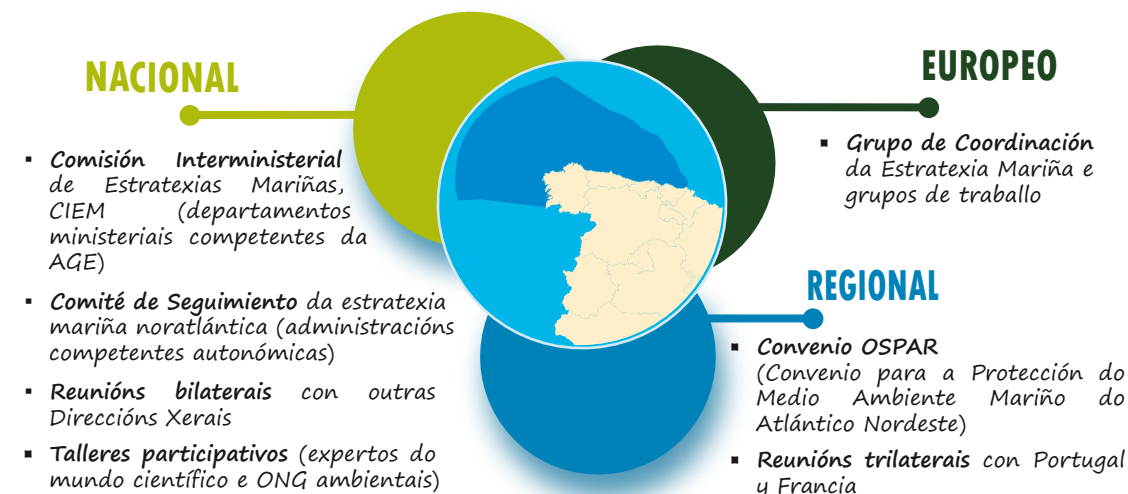 NACIONAL
▪ Comisión Interministerial
de Estratexias Mariñas,
CIEM (departamentos
ministeriais competentes da
AGE)
▪ Comité de Seguimiento da estratexia
mariña noratlántica (administracións
competentes autonómicas)
▪ Reunións bilaterais con outras
Direccións Xerais
▪ Talleres participativos (expertos do
mundo científico e ONG ambientais)
EUROPEO
▪ Grupo de Coordinación
da Estratexia Mariña e
grupos de traballo
REGIONAL
▪ Convenio OSPAR
(Convenio para a Protección do
Medio Ambiente Mariño do
Atlántico Nordeste)
▪ Reunións trilaterais con Portugal
y Francia